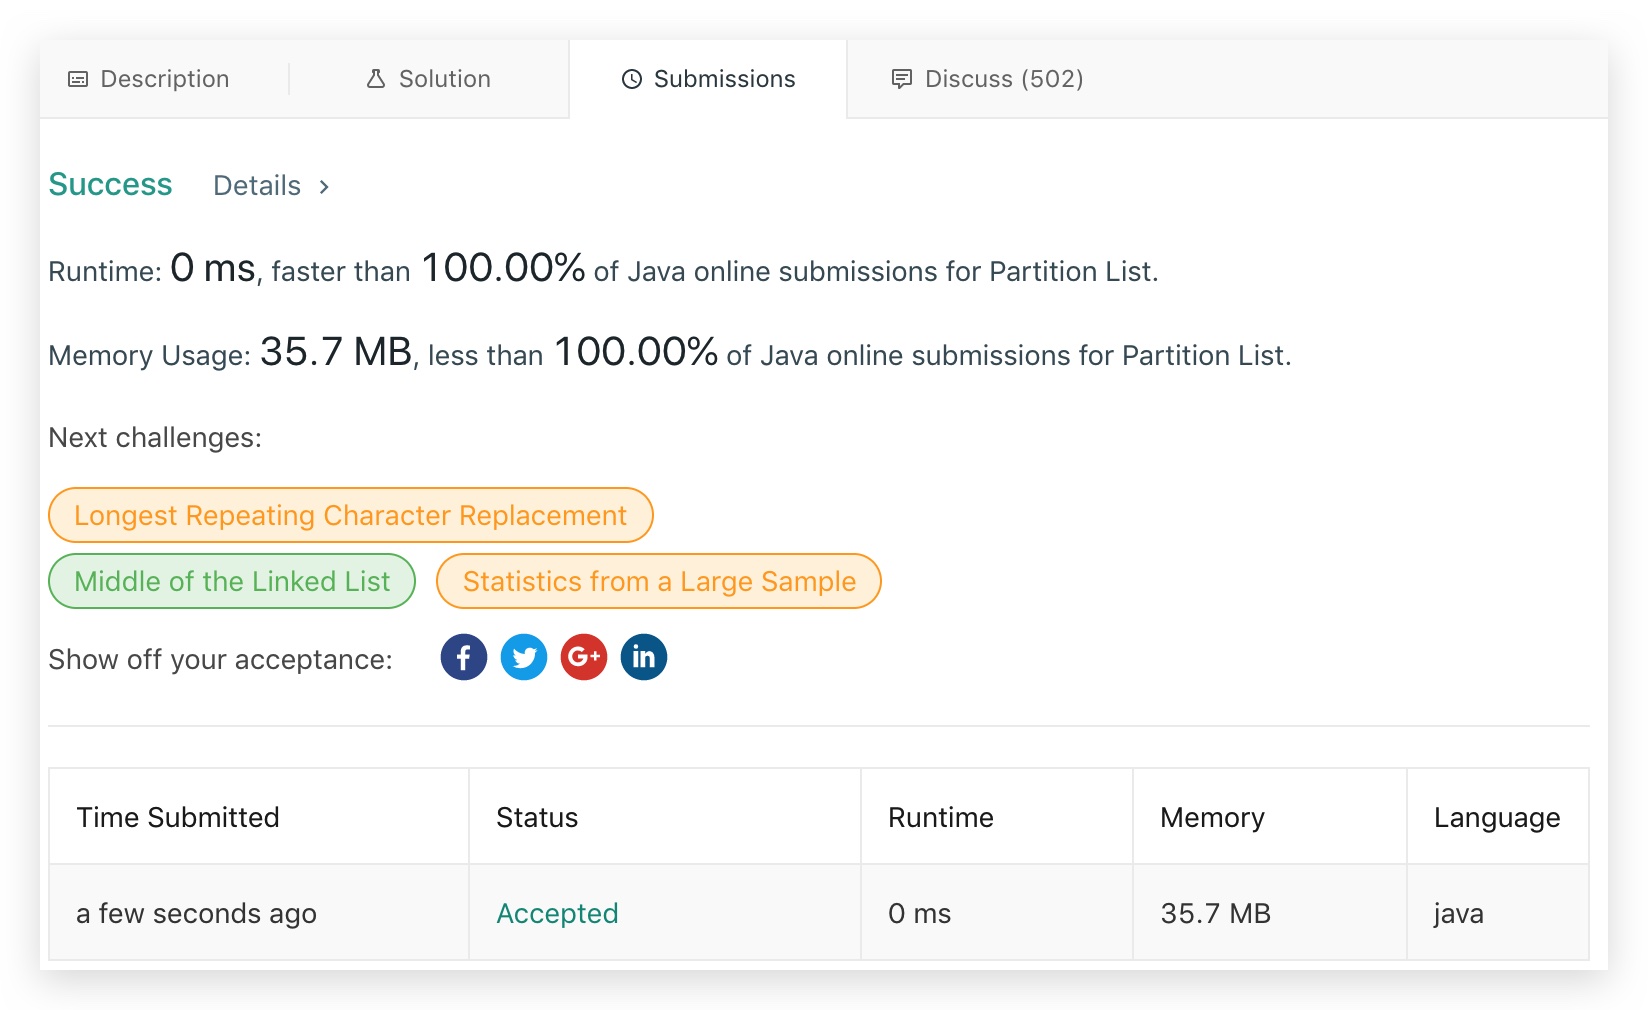 Description Solution Submissions Discuss (502)
Success Details >
Runtime: 0 ms, faster than 100.00% of Java online submissions for Partition List.
Memory Usage: 35.7 MB, less than 100.00% of Java online submissions for Partition List.
Next challenges:
Longest Repeating Character Replacement
Middle of the Linked List Statistics from a Large Sample
Show off your acceptance: f G+ in
Time Submitted Status Runtime Memory Language
a few seconds ago Accepted 0 ms 35.7 MB java